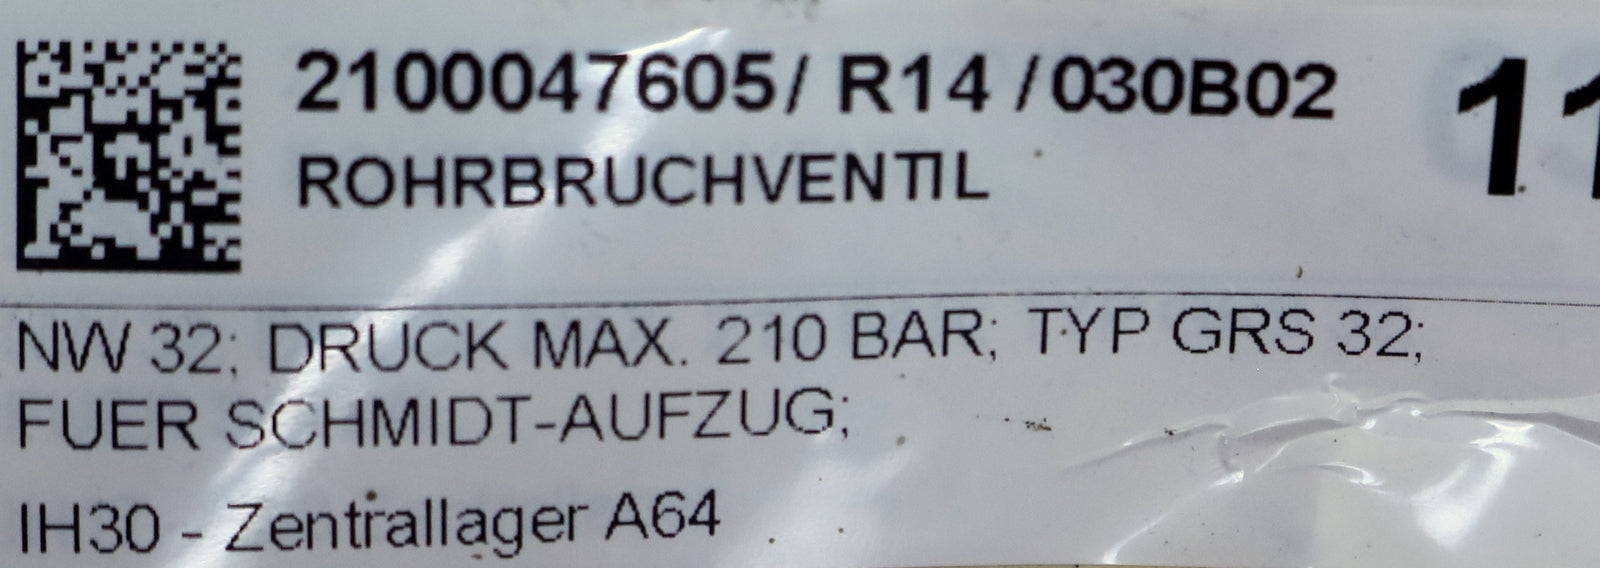 2100047605/ R14 /030B02
11
ROHRBRUCHVENTIL
NW 32; DRUCK MAX. 210 BAR; TYP GRS 32;
FUER SCHMIDT-AUFZUG;
IH30 - Zentrallager A64